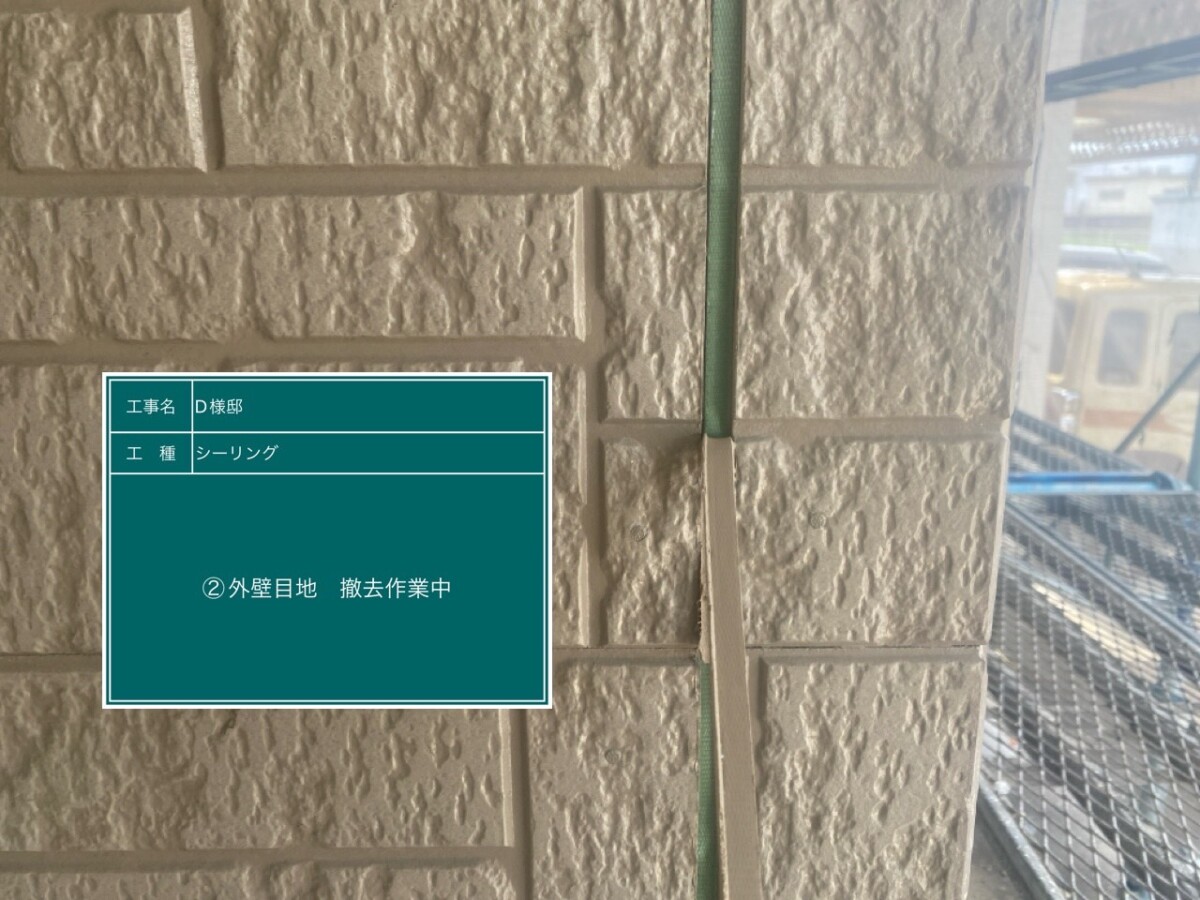 工事名 D様邸
工　種 シーリング
②外壁目地　撤去作業中